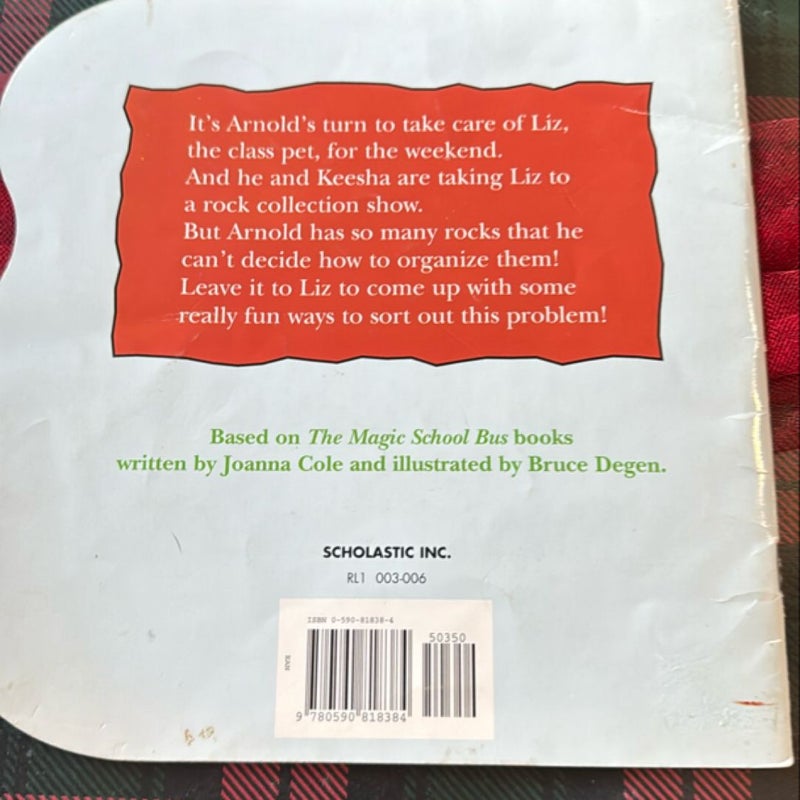 It's Arnold's turn to take care of Liz,
the class pet, for the weekend.
And he and Keesha are taking Liz to
a rock collection show.
But Arnold has so many rocks that he
can't decide how to organize them!
Leave it to Liz to come up with some
really fun ways to sort out this problem!
Based on The Magic School Bus books
written by Joanna Cole and illustrated by Bruce Degen.
SCHOLASTIC INC.
RL1 003-006
ISBN 0-590-81838-4
50350
EAN
9 780590 818384